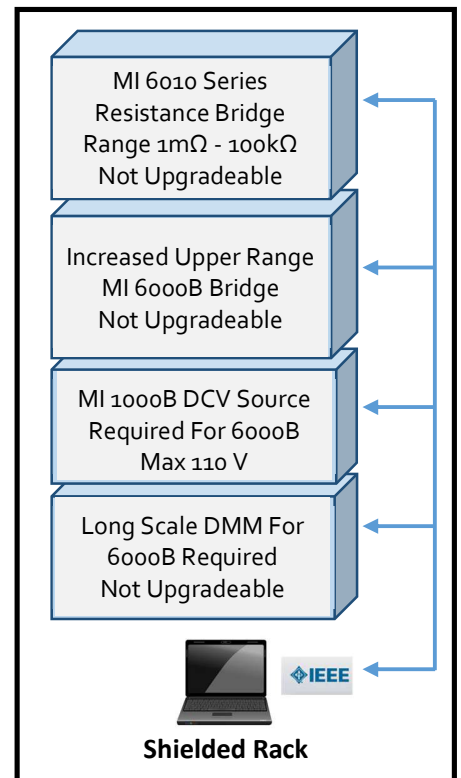 MI 6010 Series
Resistance Bridge
Range 1mΩ - 100kΩ
Not Upgradeable
Increased Upper Range
MI 6000B Bridge
Not Upgradeable
MI 1000B DCV Source
Required For 6000B
Max 110 V
Long Scale DMM For
6000B Required
Not Upgradeable
IEEE
Shielded Rack